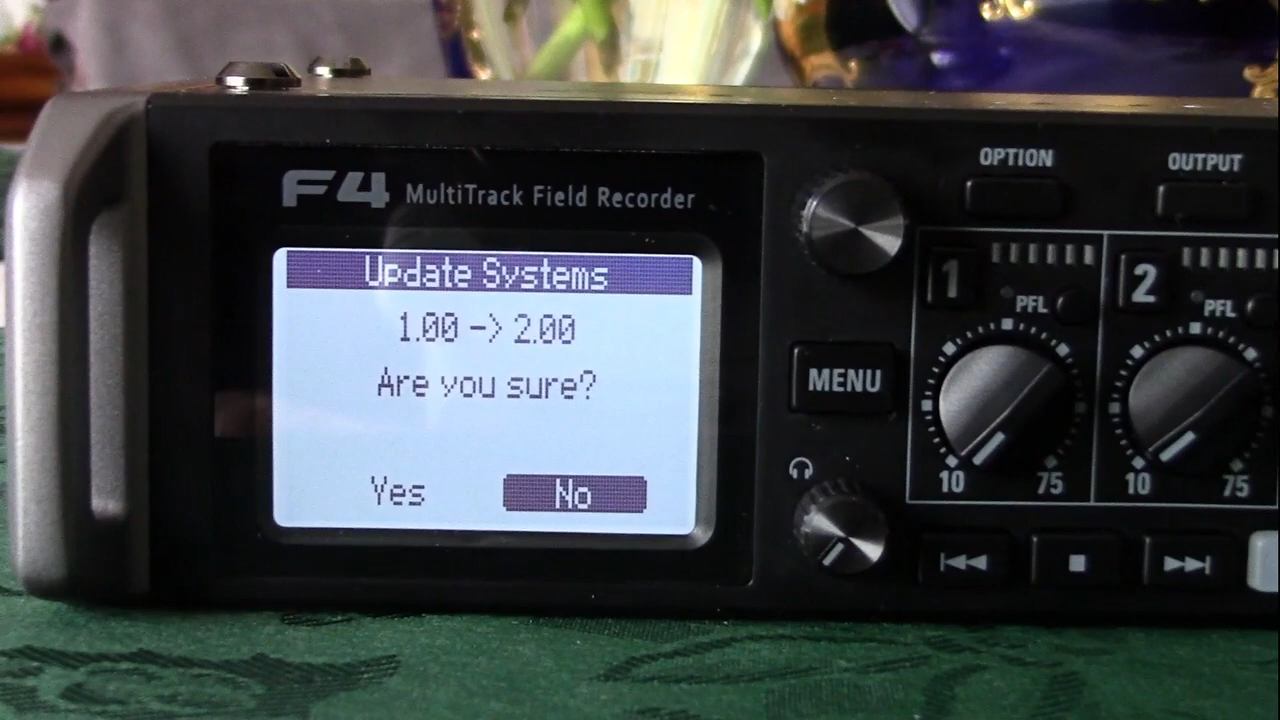 F4 MultiTrack Field Recorder
Update Systems
1.00 -> 2.00
Are you sure?
Yes No
MENU
OPTION OUTPUT
1 PFL 2 PFL
10 75 10 75